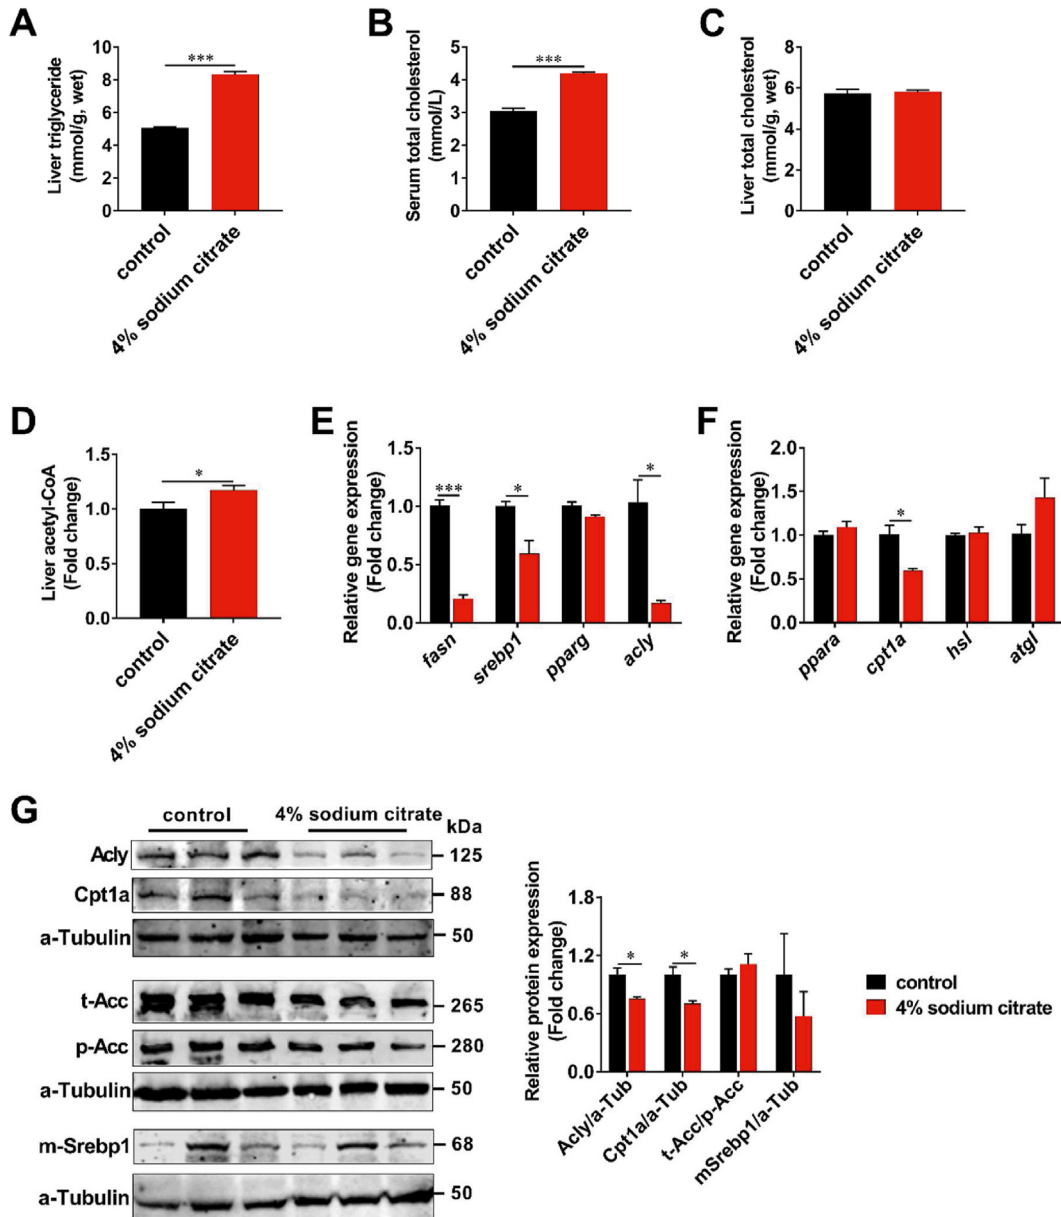 A
Liver triglyceride
(mmol/g, wet)
10
8
6
4
2
0
***
control
4% sodium citrate
B
Serum total cholesterol
(mmol/L)
5
4
3
2
1
0
***
control
4% sodium citrate
C
Liver total cholesterol
(mmol/g, wet)
8
6
4
2
0
control
4% sodium citrate
D
Liver acetyl-CoA
(Fold change)
1.5
1.0
0.5
0.0
*
control
4% sodium citrate
E
Relative gene expression
(Fold change)
1.5
1.0
0.5
0.0
***
*
*
fasn
srebp1
pparg
acly
F
Relative gene expression
(Fold change)
2.0
1.5
1.0
0.5
0.0
*
ppara
cpt1a
hsl
atgl
G
control
4% sodium citrate
kDa
Acly
125
Cpt1a
88
a-Tubulin
50
t-Acc
265
p-Acc
280
a-Tubulin
50
m-Srebp1
68
a-Tubulin
50
Relative protein expression
(Fold change)
1.8
1.2
0.6
0.0
*
*
Acly/a-Tub
Cpt1a/a-Tub
t-Acc/p-Acc
mSrebp1/a-Tub
control
4% sodium citrate